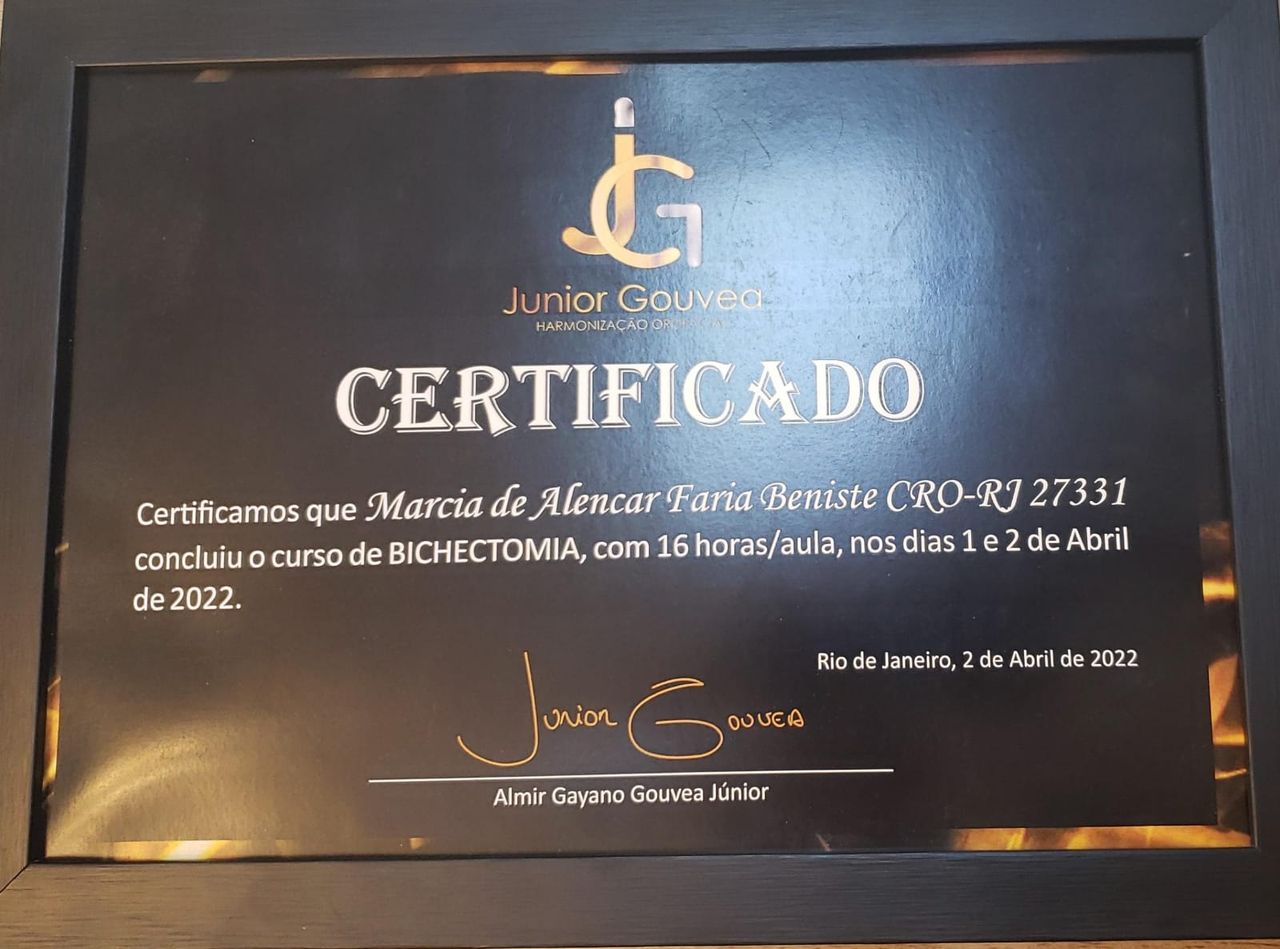 JG
Junior Gouvea
HARMONIZAÇÃO
CERTIFICADO
Certificamos que Marcia de Alencar Faria Beniste CRO-RJ 27331
concluiu o curso de BICHECTOMIA, com 16 horas/aula, nos dias 1 e 2 de Abril
de 2022.
Rio de Janeiro, 2 de Abril de 2022
Junior Gouvea
Almir Gayano Gouvea Júnior